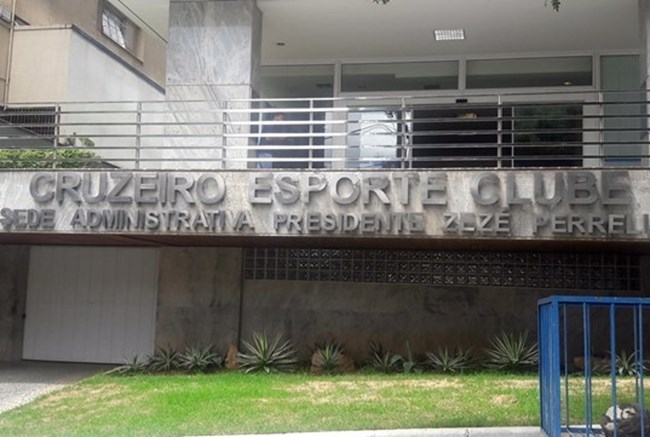 CRUZEIRO ESPORTE CLUBE
SEDE ADMINISTRATIVA PRESIDENTE ZEZÉ PERRELL